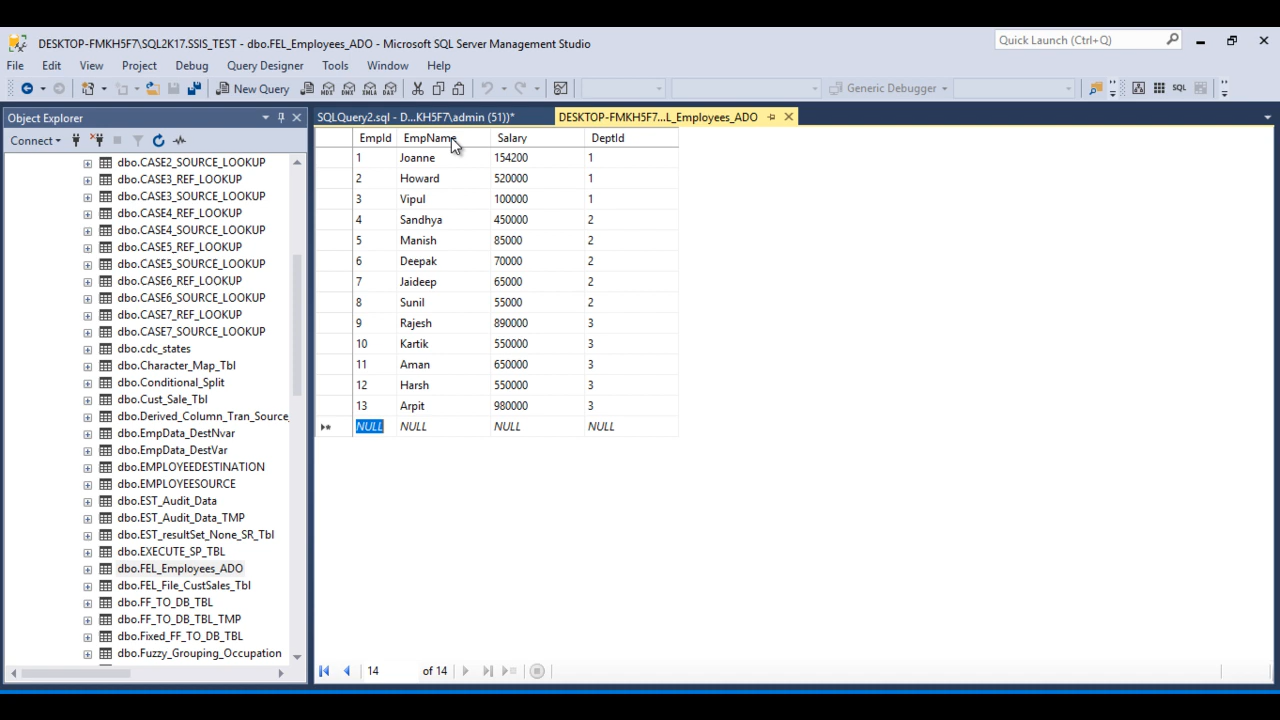 DESKTOP-FMKH5F7\SQL2K17.SSIS_TEST - dbo.FEL_Employees_ADO - Microsoft SQL Server Management Studio
Quick Launch (Ctrl+Q)
File Edit View Project Debug Query Designer Tools Window Help
New Query MDX DMX XMLA DAX Generic Debugger SQL
Object Explorer
SQLQuery2.sql - D...KH5F7\admin (51))*
DESKTOP-FMKH5F7...L_Employees_ADO
Connect
EmpId EmpName Salary DeptId
1 Joanne 154200 1
2 Howard 520000 1
3 Vipul 100000 1
4 Sandhya 450000 2
5 Manish 85000 2
6 Deepak 70000 2
7 Jaideep 65000 2
8 Sunil 55000 2
9 Rajesh 890000 3
10 Kartik 550000 3
11 Aman 650000 3
12 Harsh 550000 3
13 Arpit 980000 3
NULL NULL NULL NULL
dbo.CASE2_SOURCE_LOOKUP
dbo.CASE3_REF_LOOKUP
dbo.CASE3_SOURCE_LOOKUP
dbo.CASE4_REF_LOOKUP
dbo.CASE4_SOURCE_LOOKUP
dbo.CASE5_REF_LOOKUP
dbo.CASE5_SOURCE_LOOKUP
dbo.CASE6_REF_LOOKUP
dbo.CASE6_SOURCE_LOOKUP
dbo.CASE7_REF_LOOKUP
dbo.CASE7_SOURCE_LOOKUP
dbo.cdc_states
dbo.Character_Map_Tbl
dbo.Conditional_Split
dbo.Cust_Sale_Tbl
dbo.Derived_Column_Tran_Source_
dbo.EmpData_DestNvar
dbo.EmpData_DestVar
dbo.EMPLOYEEDESTINATION
dbo.EMPLOYEESOURCE
dbo.EST_Audit_Data
dbo.EST_Audit_Data_TMP
dbo.EST_resultSet_None_SR_Tbl
dbo.EXECUTE_SP_TBL
dbo.FEL_Employees_ADO
dbo.FEL_File_CustSales_Tbl
dbo.FF_TO_DB_TBL
dbo.FF_TO_DB_TBL_TMP
dbo.Fixed_FF_TO_DB_TBL
dbo.Fuzzy_Grouping_Occupation
14 of 14